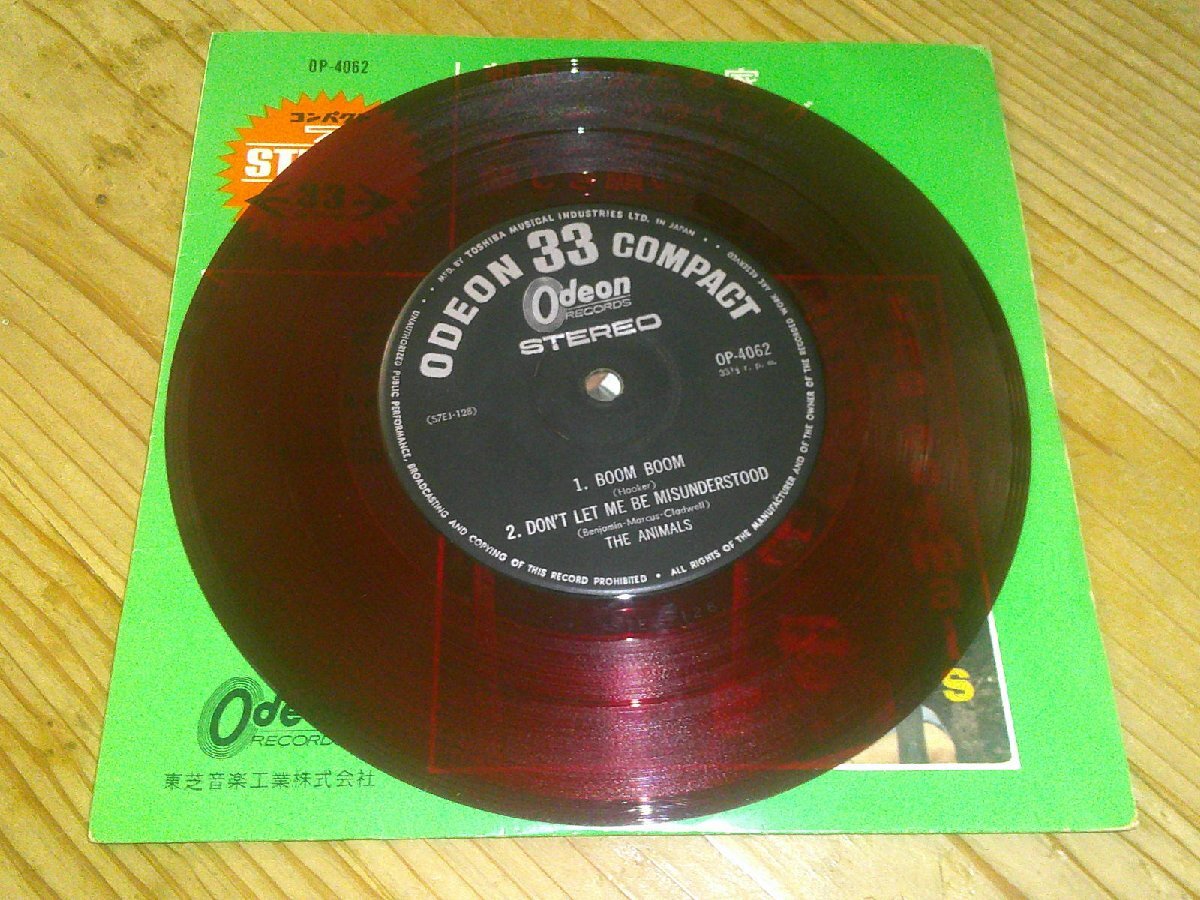 OP-4062
コンパク
ST
33
MFD. BY TOSHIBA MUSICAL INDUSTRIES LTD. IN JAPAN
ODEON 33 COMPACT
Odeon
RECORDS
STEREO
OP-4062
33⅓ r. p. m.
(S7EJ-128)
1. BOOM BOOM
(Hooker)
2. DON'T LET ME BE MISUNDERSTOOD
(Benjamin-Marcus-Cladwell)
THE ANIMALS
UNAUTHORIZED PUBLIC PERFORMANCE, BROADCASTING AND COPYING OF THIS RECORD PROHIBITED • ALL RIGHTS OF THE MANUFACTURER AND OF THE OWNER OF THE RECORDED WORK ARE RESERVED
S
Ode
RECORD
東芝音楽工業株式会社